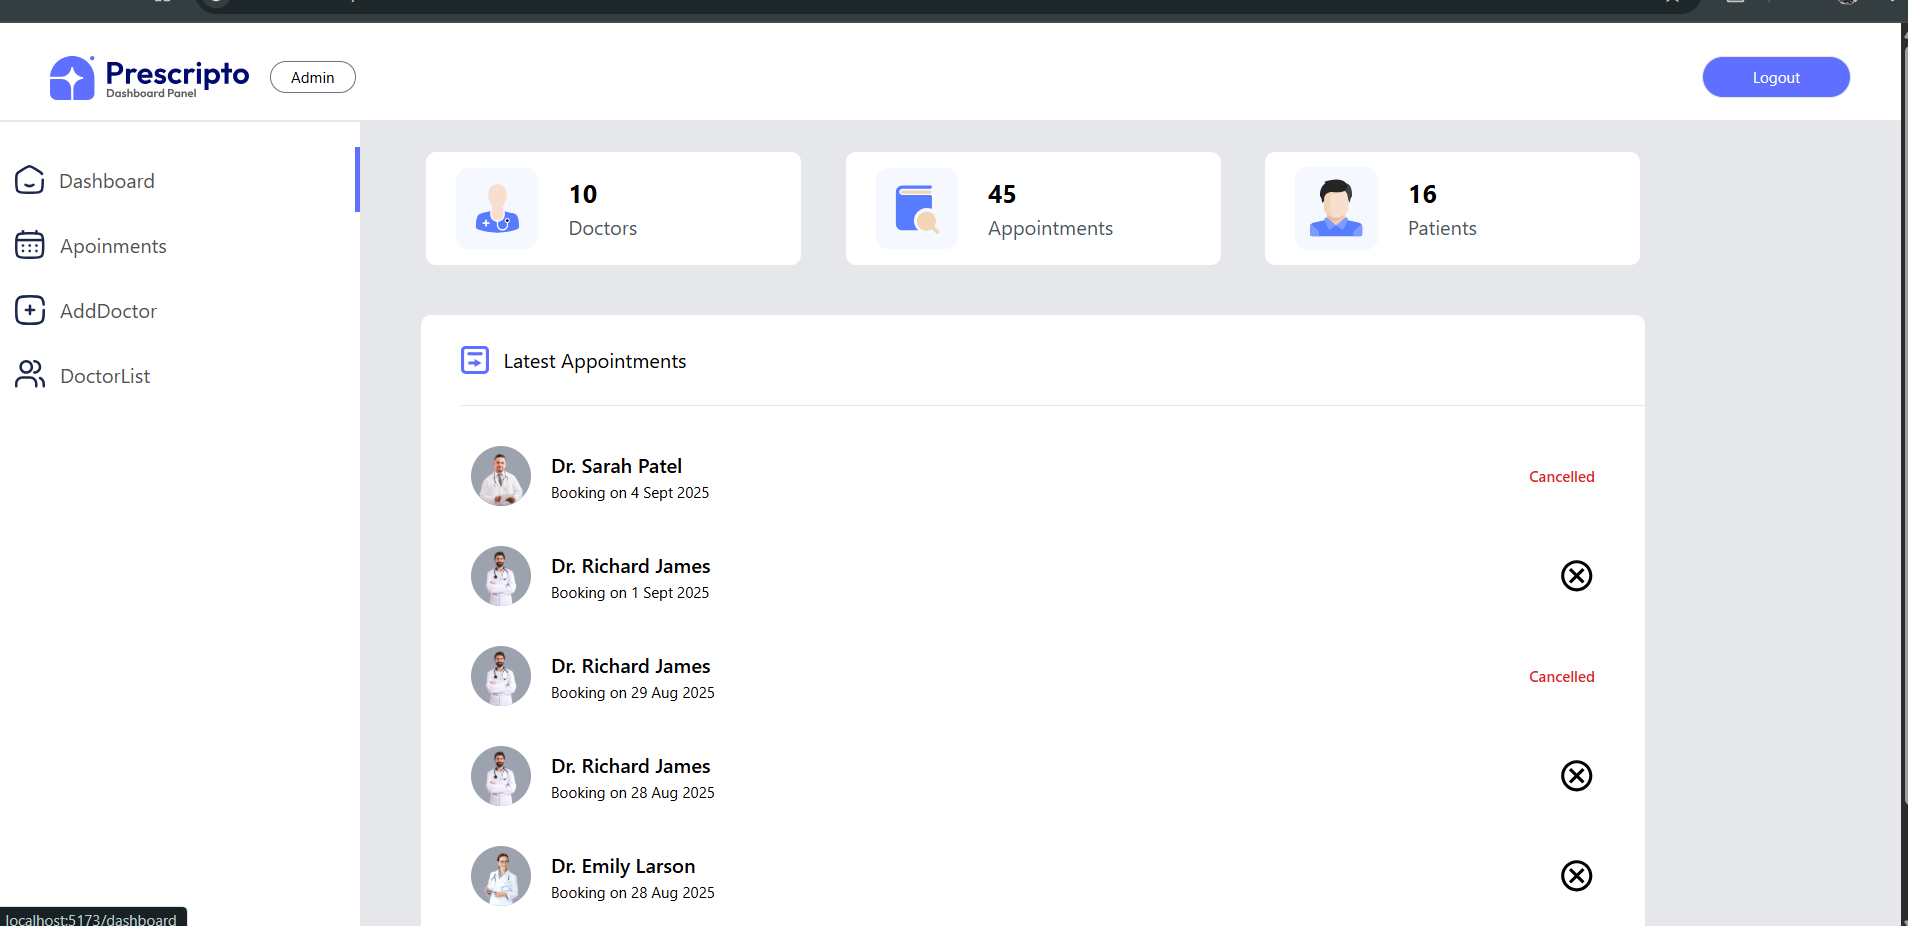 Prescripto
Dashboard Panel
Admin
Logout
Dashboard
Apoinments
AddDoctor
DoctorList
10
Doctors
45
Appointments
16
Patients
Latest Appointments
Dr. Sarah Patel
Booking on 4 Sept 2025
Cancelled
Dr. Richard James
Booking on 1 Sept 2025
Dr. Richard James
Booking on 29 Aug 2025
Cancelled
Dr. Richard James
Booking on 28 Aug 2025
Dr. Emily Larson
Booking on 28 Aug 2025
localhost:5173/dashboard